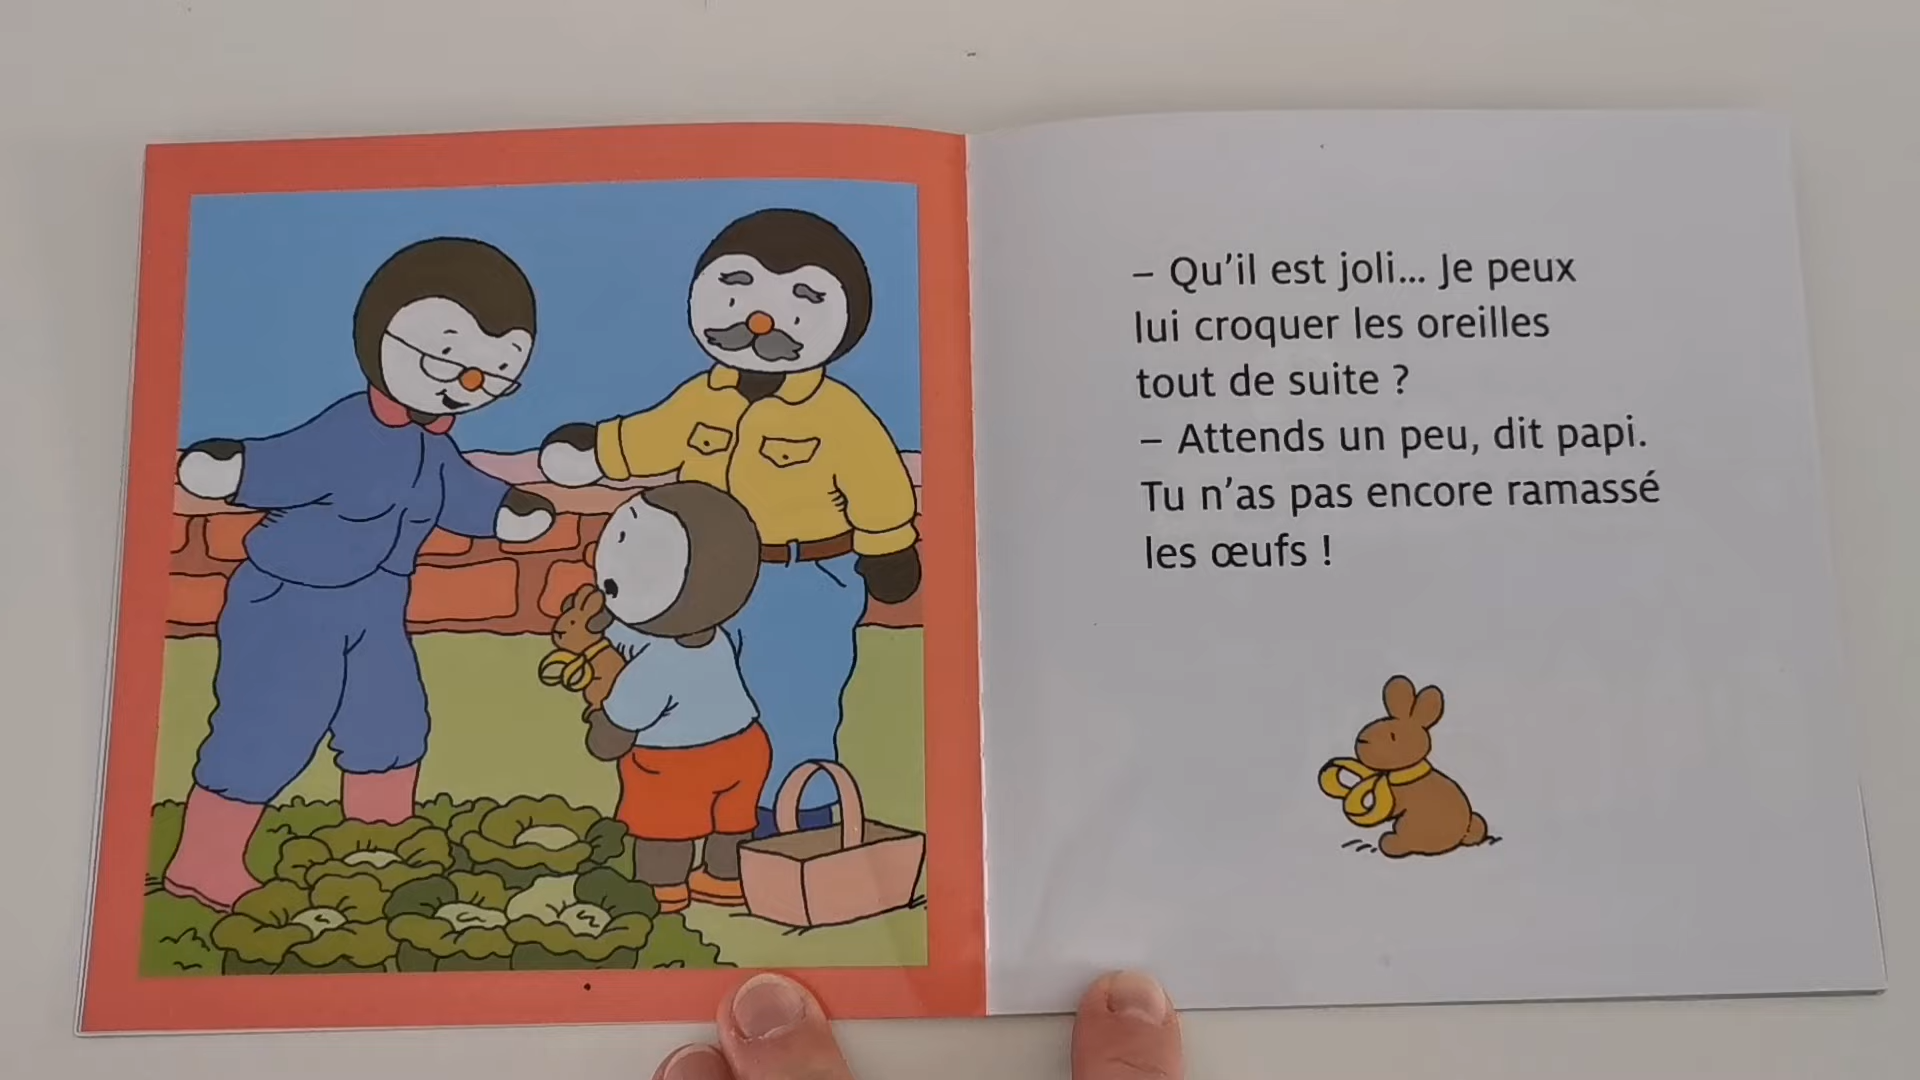 – Qu’il est joli... Je peux
lui croquer les oreilles
tout de suite ?
– Attends un peu, dit papi.
Tu n’as pas encore ramassé
les œufs !